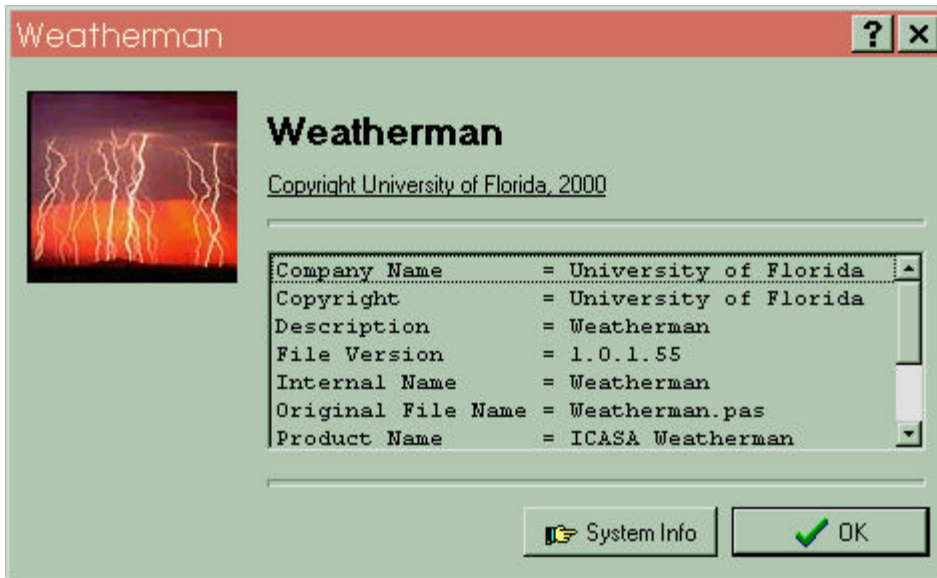 Weatherman
Weatherman
Copyright University of Florida, 2000
Company Name = University of Florida
Copyright = University of Florida
Description = Weatherman
File Version = 1.0.1.55
Internal Name = Weatherman
Original File Name = Weatherman.pas
Product Name = ICASA Weatherman
System Info
OK